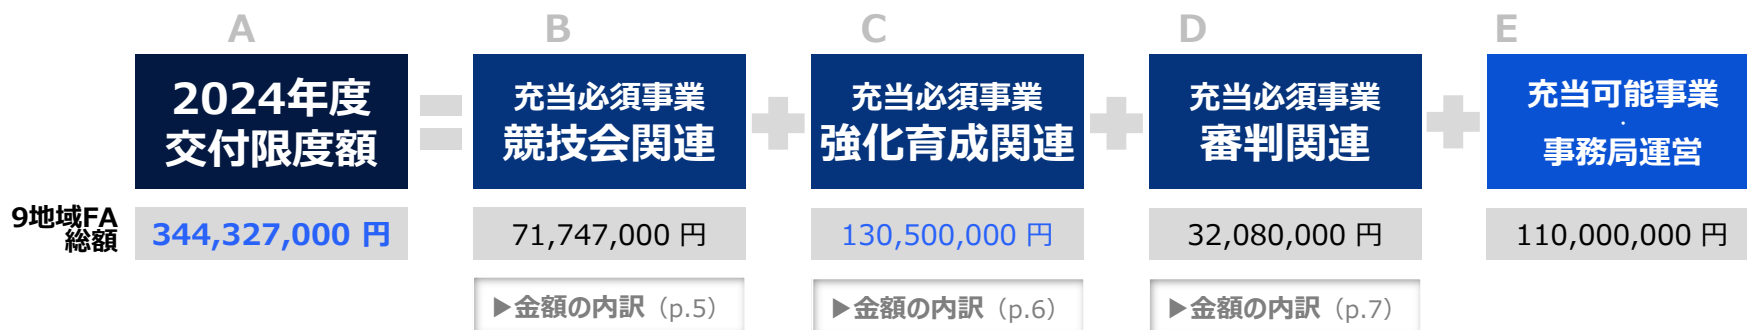 A
B
C
D
E
2024年度
交付限度額
充当必須事業
競技会関連
充当必須事業
強化育成関連
充当必須事業
審判関連
充当可能事業
・
事務局運営
9地域FA
総額
344,327,000 円
71,747,000 円
130,500,000 円
32,080,000 円
110,000,000 円
▶金額の内訳（p.5）
▶金額の内訳（p.6）
▶金額の内訳（p.7）